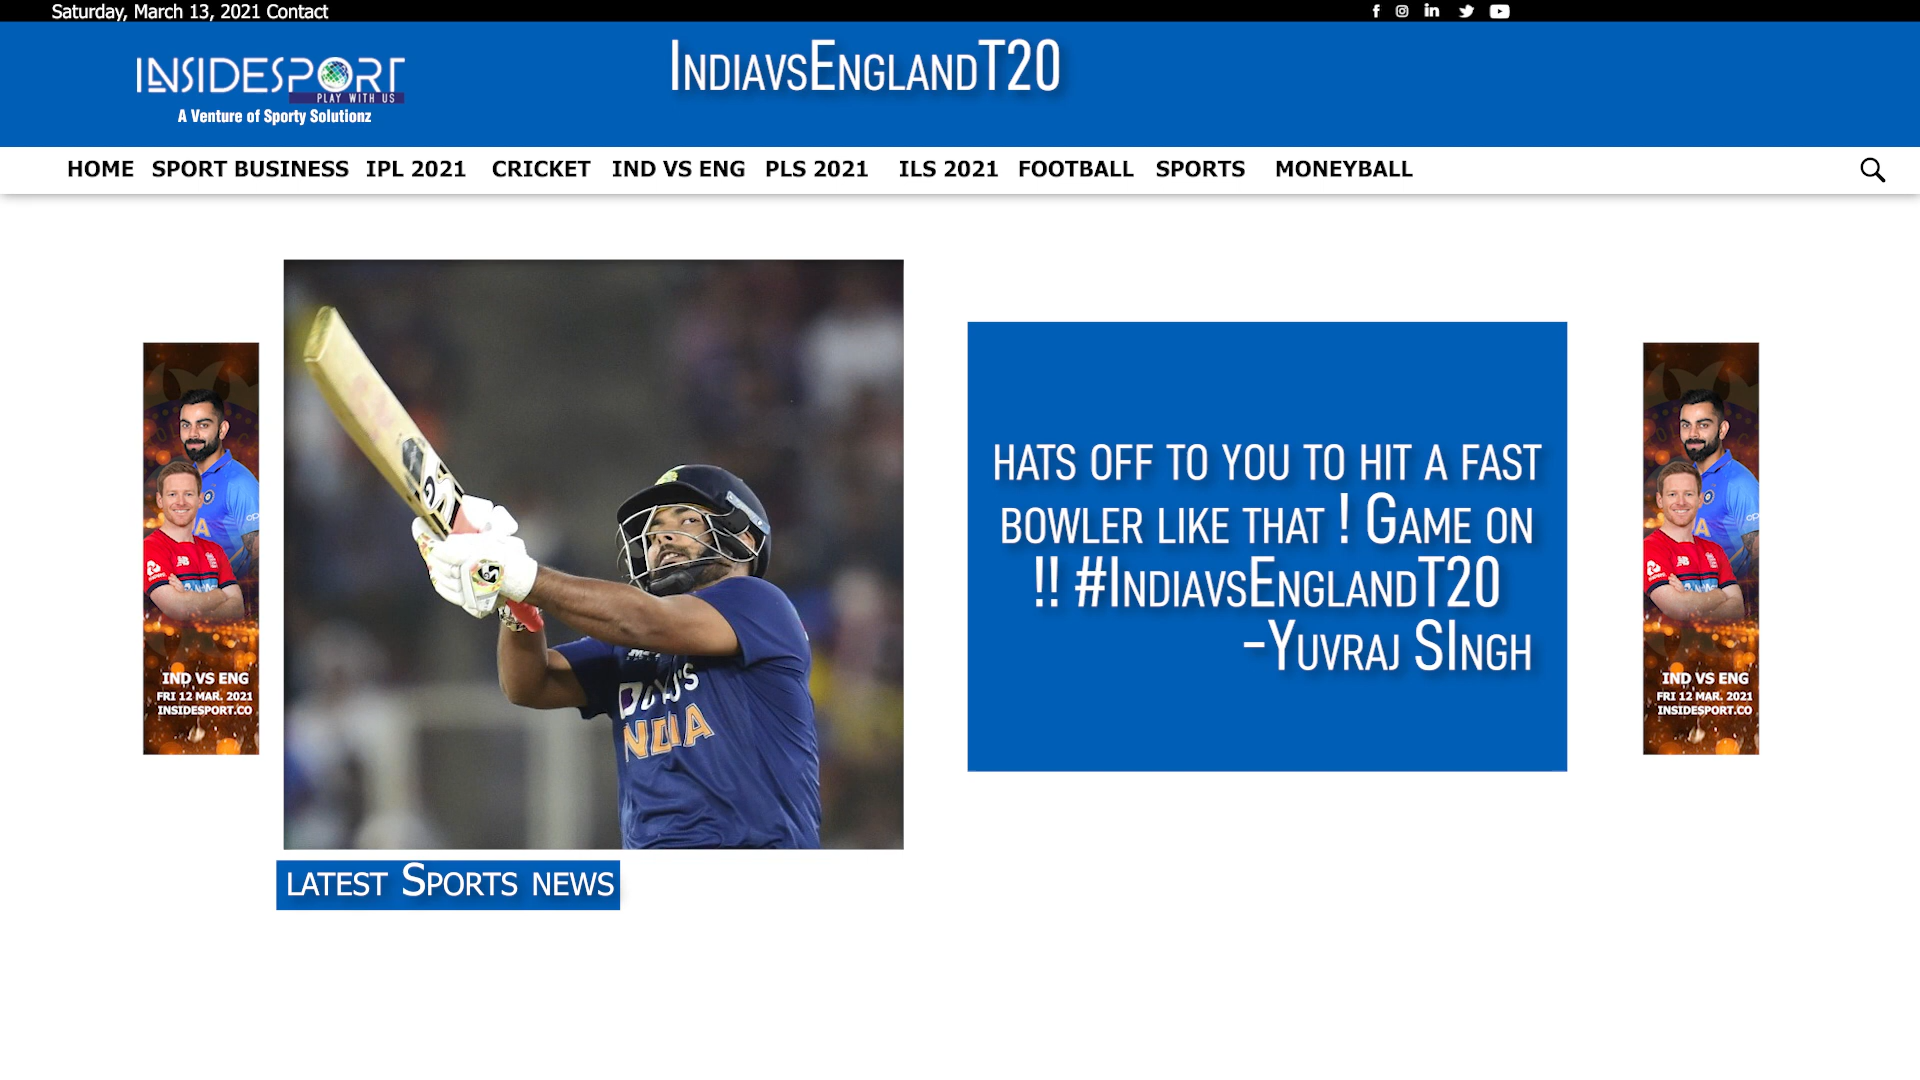 Saturday, March 13, 2021 Contact
INSIDESPORT
PLAY WITH US
A Venture of Sporty Solutionz
IndiavsEnglandT20
HOME SPORT BUSINESS IPL 2021 CRICKET IND VS ENG PLS 2021 ILS 2021 FOOTBALL SPORTS MONEYBALL
IND VS ENG
FRI 12 MAR. 2021
INSIDESPORT.CO
BYJU'S
INDIA
latest Sports news
hats off to you to hit a fast
bowler like that ! Game on
!! #IndiavsEnglandT20
-Yuvraj SIngh
IND VS ENG
FRI 12 MAR. 2021
INSIDESPORT.CO